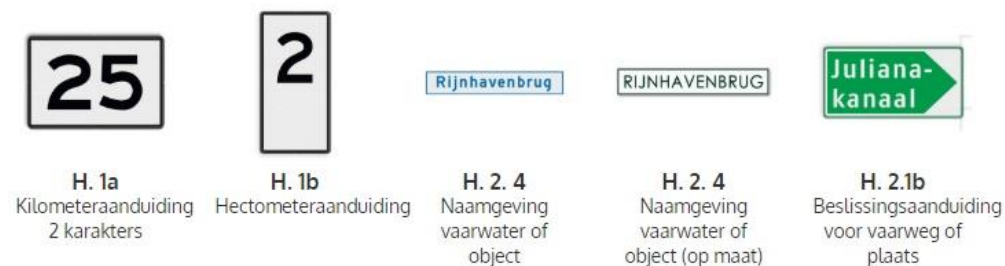 25
2
Rijnhavenbrug
RIJNHAVENBRUG
Juliana-
kanaal
H. 1a
Kilometeraanduiding
2 karakters
H. 1b
Hectometeraanduiding
H. 2. 4
Naamgeving
vaarwater of
object
H. 2. 4
Naamgeving
vaarwater of
object (op maat)
H. 2.1b
Beslissingsaanduiding
voor vaarweg of
plaats